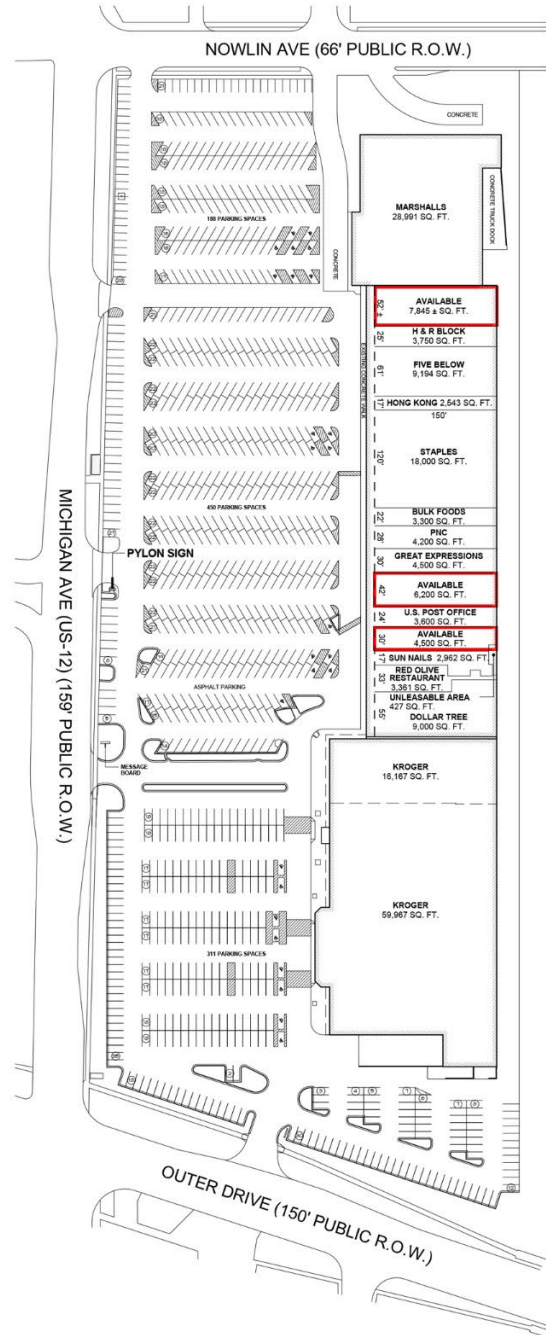 NOWLIN AVE (66' PUBLIC R.O.W.)
CONCRETE
MARSHALLS
28,991 SQ. FT.
CONCRETE TRUCK DOCK
188 PARKING SPACES
CONCRETE
52' ±
AVAILABLE
7,845 ± SQ. FT.
25'
H & R BLOCK
3,750 SQ. FT.
EXISTING CONCRETE WALK
61'
FIVE BELOW
9,194 SQ. FT.
17'
HONG KONG 2,543 SQ. FT.
150'
120'
STAPLES
18,000 SQ. FT.
450 PARKING SPACES
22'
BULK FOODS
3,300 SQ. FT.
28'
PNC
4,200 SQ. FT.
MICHIGAN AVE (US-12) (159' PUBLIC R.O.W.)
PYLON SIGN
30'
GREAT EXPRESSIONS
4,500 SQ. FT.
42'
AVAILABLE
6,200 SQ. FT.
24'
U.S. POST OFFICE
3,600 SQ. FT.
30'
AVAILABLE
4,500 SQ. FT.
17'
SUN NAILS 2,962 SQ. FT.
33'
RED OLIVE
RESTAURANT
3,361 SQ. FT.
UNLEASABLE AREA
427 SQ. FT.
ASPHALT PARKING
55'
DOLLAR TREE
9,000 SQ. FT.
MESSAGE
BOARD
KROGER
16,167 SQ. FT.
KROGER
59,967 SQ. FT.
311 PARKING SPACES
OUTER DRIVE (150' PUBLIC R.O.W.)